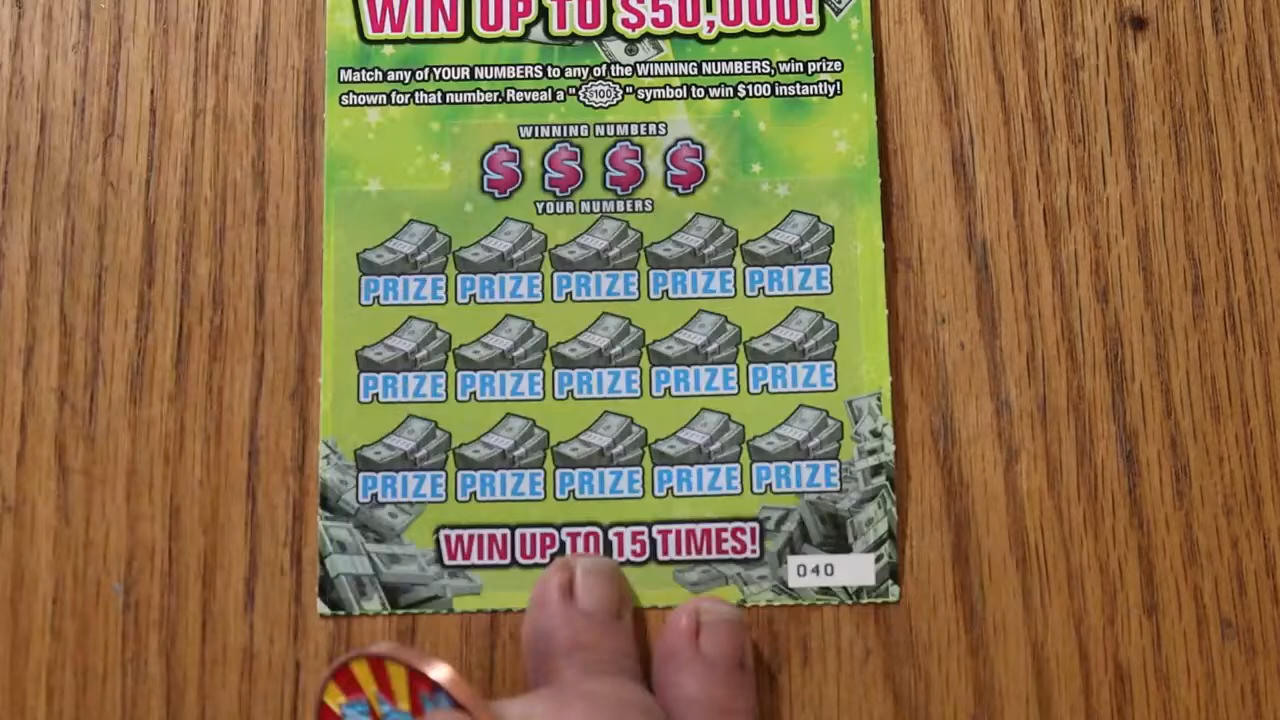 WIN UP TO $50,000!
Match any of YOUR NUMBERS to any of the WINNING NUMBERS, win prize
shown for that number. Reveal a "$100" symbol to win $100 instantly!
WINNING NUMBERS
$ $ $ $
YOUR NUMBERS
PRIZE PRIZE PRIZE PRIZE PRIZE
PRIZE PRIZE PRIZE PRIZE PRIZE
PRIZE PRIZE PRIZE PRIZE PRIZE
WIN UP TO 15 TIMES!
040